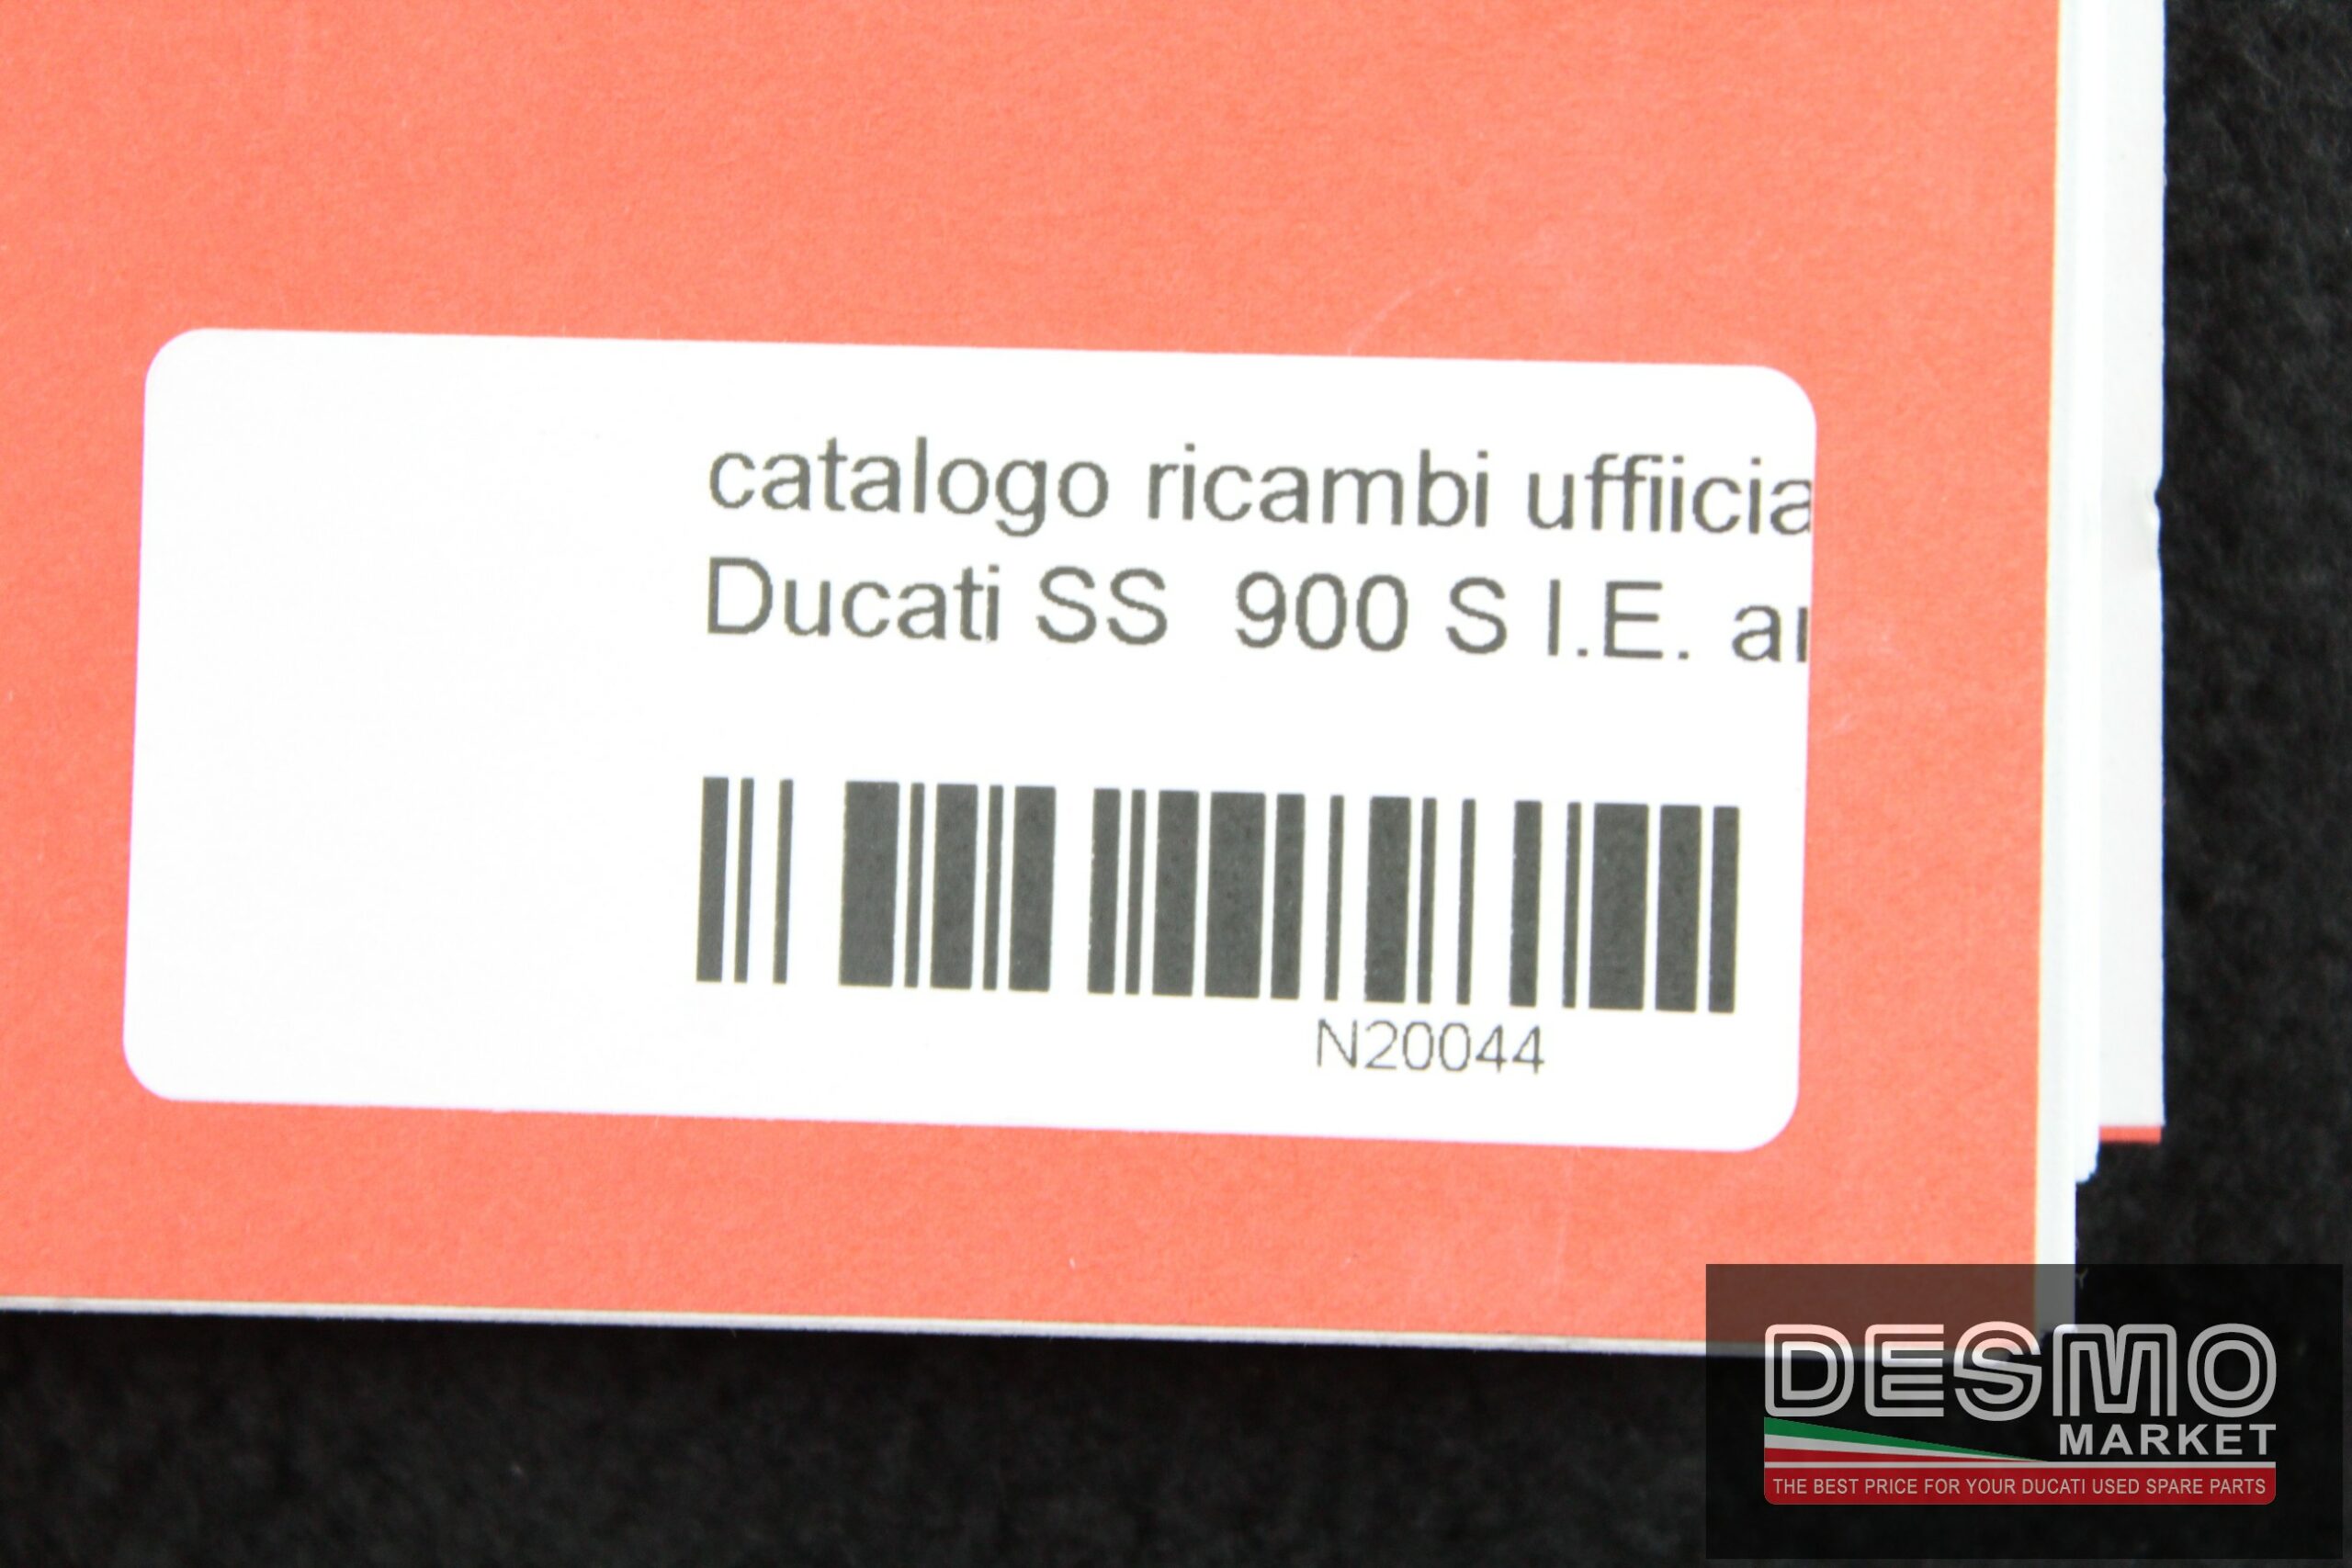 catalogo ricambi uffiicia
Ducati SS  900 S I.E. 
N20044
DESMO
MARKET
THE BEST PRICE FOR YOUR DUCATI USED SPARE PARTS